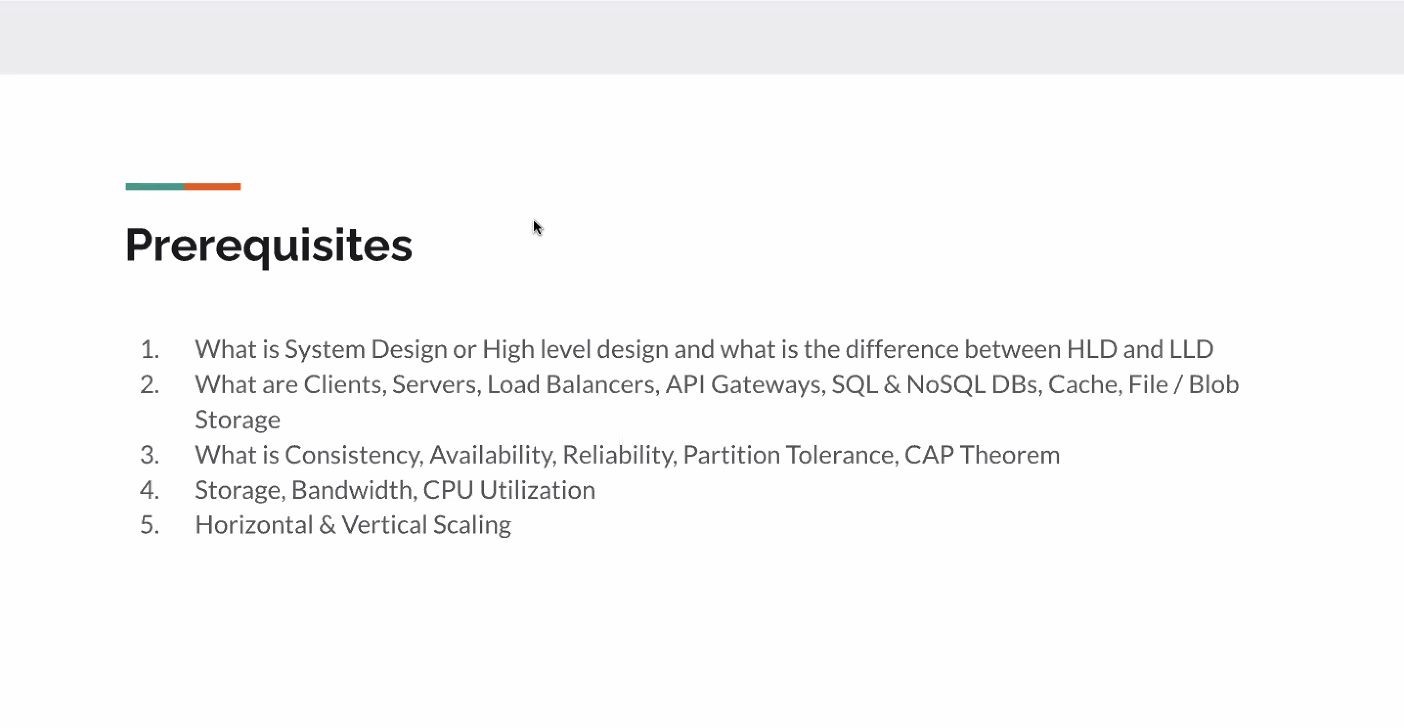 Prerequisites
1. What is System Design or High level design and what is the difference between HLD and LLD
2. What are Clients, Servers, Load Balancers, API Gateways, SQL & NoSQL DBs, Cache, File / Blob
Storage
3. What is Consistency, Availability, Reliability, Partition Tolerance, CAP Theorem
4. Storage, Bandwidth, CPU Utilization
5. Horizontal & Vertical Scaling